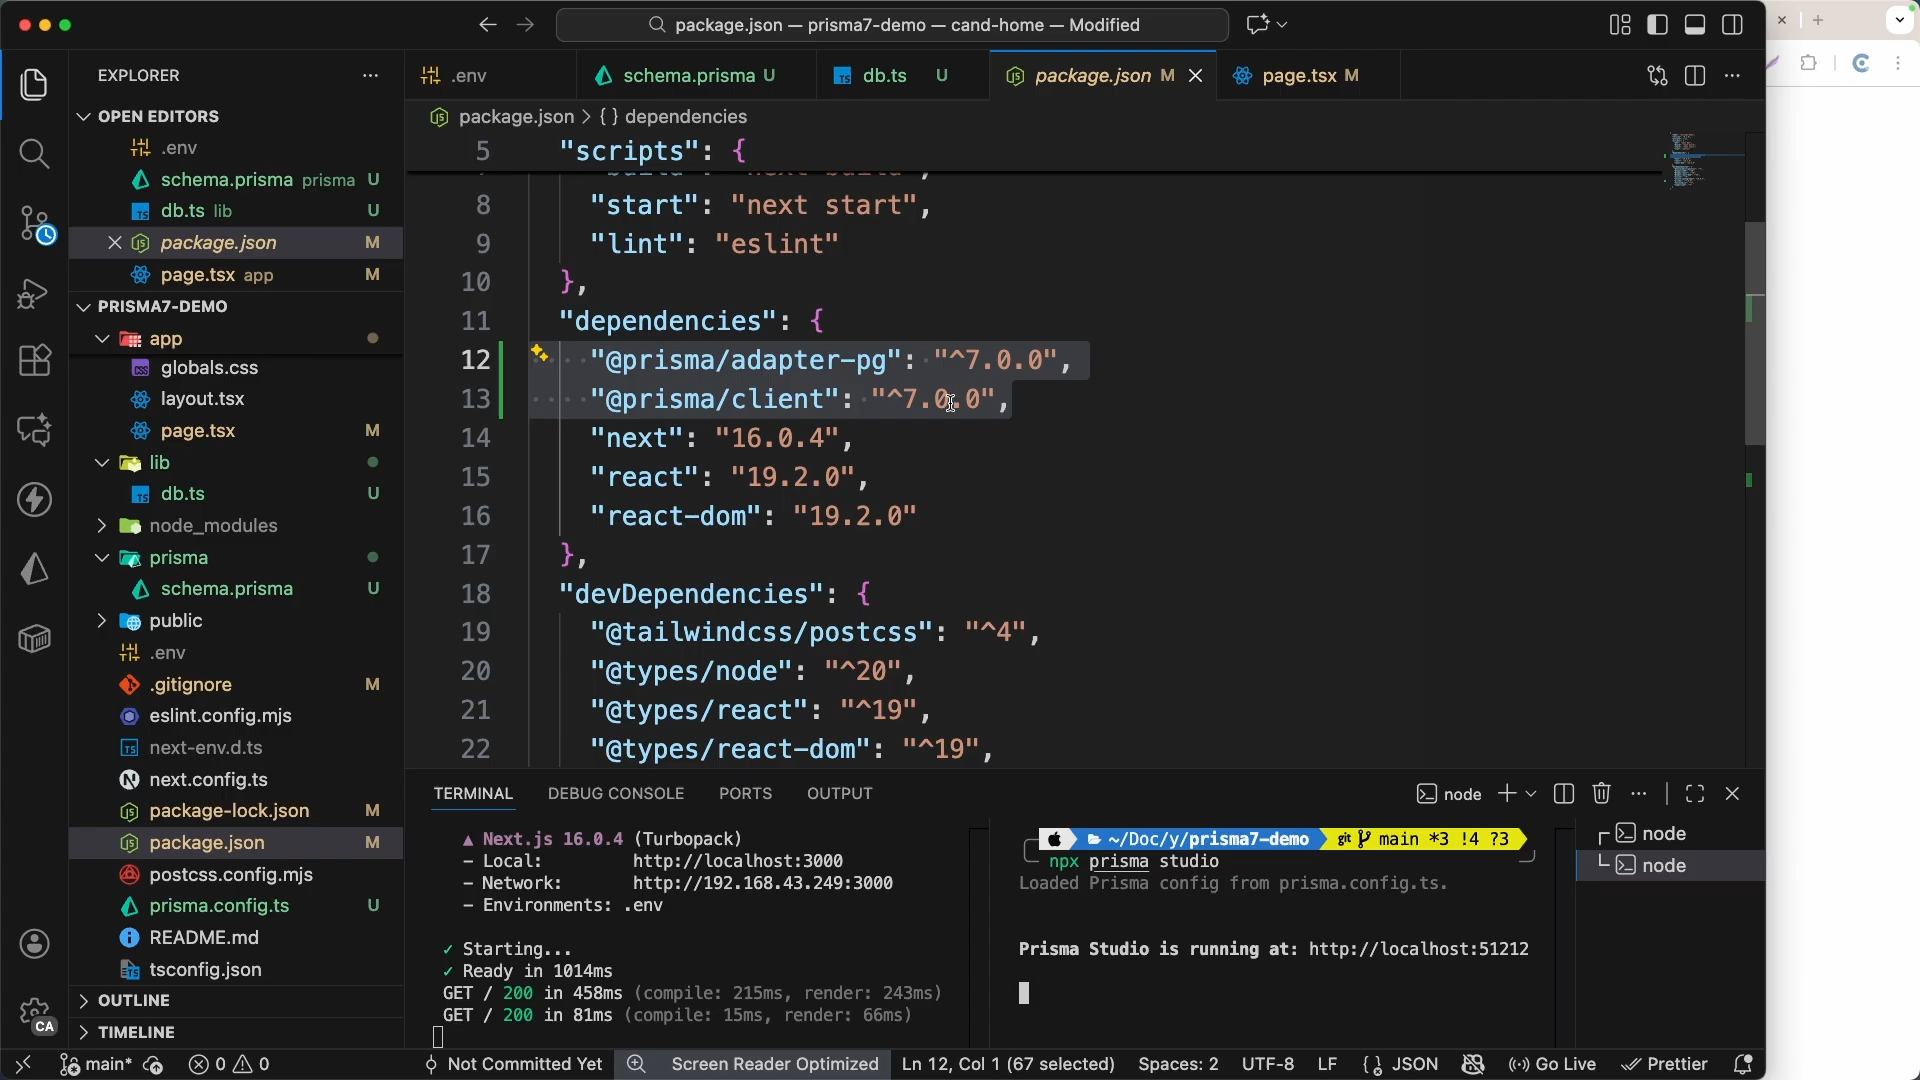 package.json — prisma7-demo — cand-home — Modified
EXPLORER
OPEN EDITORS
.env
schema.prisma prisma U
db.ts lib U
package.json M
page.tsx app M
PRISMA7-DEMO
app
globals.css
layout.tsx
page.tsx M
lib
db.ts U
node_modules
prisma
schema.prisma U
public
.env
.gitignore M
eslint.config.mjs
next-env.d.ts
next.config.ts
package-lock.json M
package.json M
postcss.config.mjs
prisma.config.ts U
README.md
tsconfig.json
OUTLINE
TIMELINE
.env
schema.prisma U
db.ts U
package.json M
page.tsx M
package.json > {} dependencies
5 "scripts": {
8 "start": "next start",
9 "lint": "eslint"
10 },
11 "dependencies": {
12 "@prisma/adapter-pg": "^7.0.0",
13 "@prisma/client": "^7.0.0",
14 "next": "16.0.4",
15 "react": "19.2.0",
16 "react-dom": "19.2.0"
17 },
18 "devDependencies": {
19 "@tailwindcss/postcss": "^4",
20 "@types/node": "^20",
21 "@types/react": "^19",
22 "@types/react-dom": "^19",
TERMINAL DEBUG CONSOLE PORTS OUTPUT
node
▲ Next.js 16.0.4 (Turbopack)
- Local: http://localhost:3000
- Network: http://192.168.43.249:3000
- Environments: .env
✓ Starting...
✓ Ready in 1014ms
GET / 200 in 458ms (compile: 215ms, render: 243ms)
GET / 200 in 81ms (compile: 15ms, render: 66ms)
~/Doc/y/prisma7-demo git main *3 !4 ?3
npx prisma studio
Loaded Prisma config from prisma.config.ts.
Prisma Studio is running at: http://localhost:51212
node
node
CA
main* 0 0 Not Committed Yet Screen Reader Optimized Ln 12, Col 1 (67 selected) Spaces: 2 UTF-8 LF {} JSON Go Live Prettier